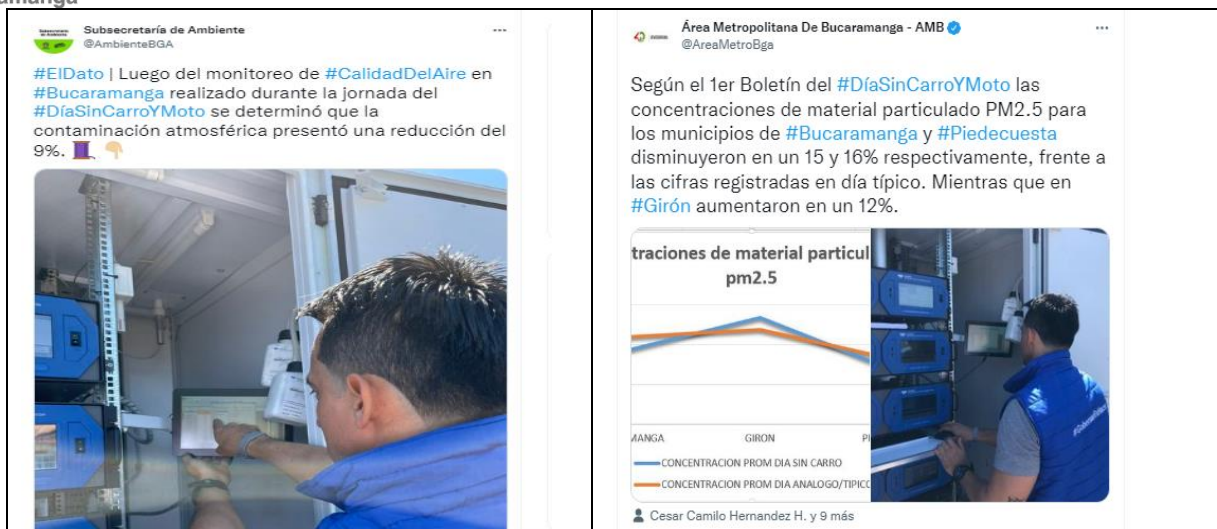 Subsecretaría de Ambiente
@AmbienteBGA
#ElDato | Luego del monitoreo de #CalidadDelAire en
#Bucaramanga realizado durante la jornada del
#DíaSinCarroYMoto se determinó que la
contaminación atmosférica presentó una reducción del
9%.
Área Metropolitana De Bucaramanga - AMB
@AreaMetroBga
Según el 1er Boletín del #DíaSinCarroYMoto las
concentraciones de material particulado PM2.5 para
los municipios de #Bucaramanga y #Piedecuesta
disminuyeron en un 15 y 16% respectivamente, frente a
las cifras registradas en día típico. Mientras que en
#Girón aumentaron en un 12%.
traciones de material particul
pm2.5
MANGA GIRON PI
CONCENTRACION PROM DIA SIN CARRO
CONCENTRACION PROM DIA ANALOGO/TIPICO
Cesar Camilo Hernandez H. y 9 más